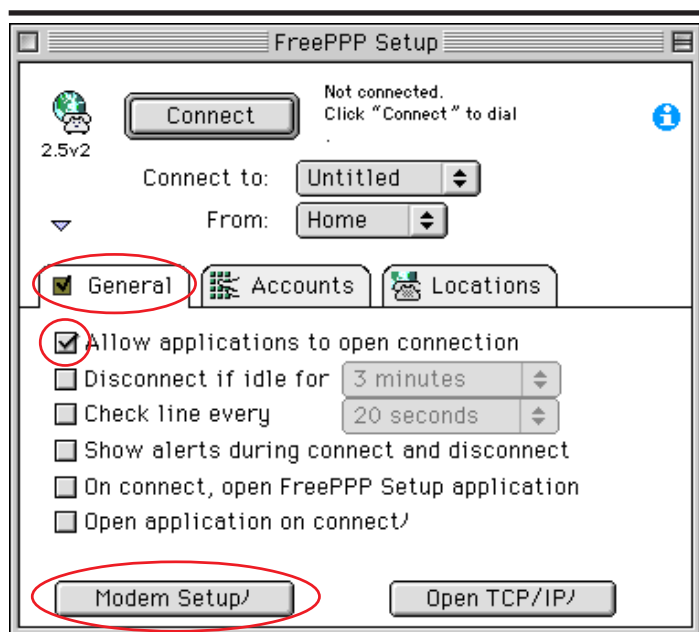 FreePPP Setup
Connect
Not connected.
Click “Connect” to dial
.
2.5v2
Connect to: Untitled
From: Home
General Accounts Locations
Allow applications to open connection
Disconnect if idle for 3 minutes
Check line every 20 seconds
Show alerts during connect and disconnect
On connect, open FreePPP Setup application
Open application on connect/
Modem Setup/ Open TCP/IP/